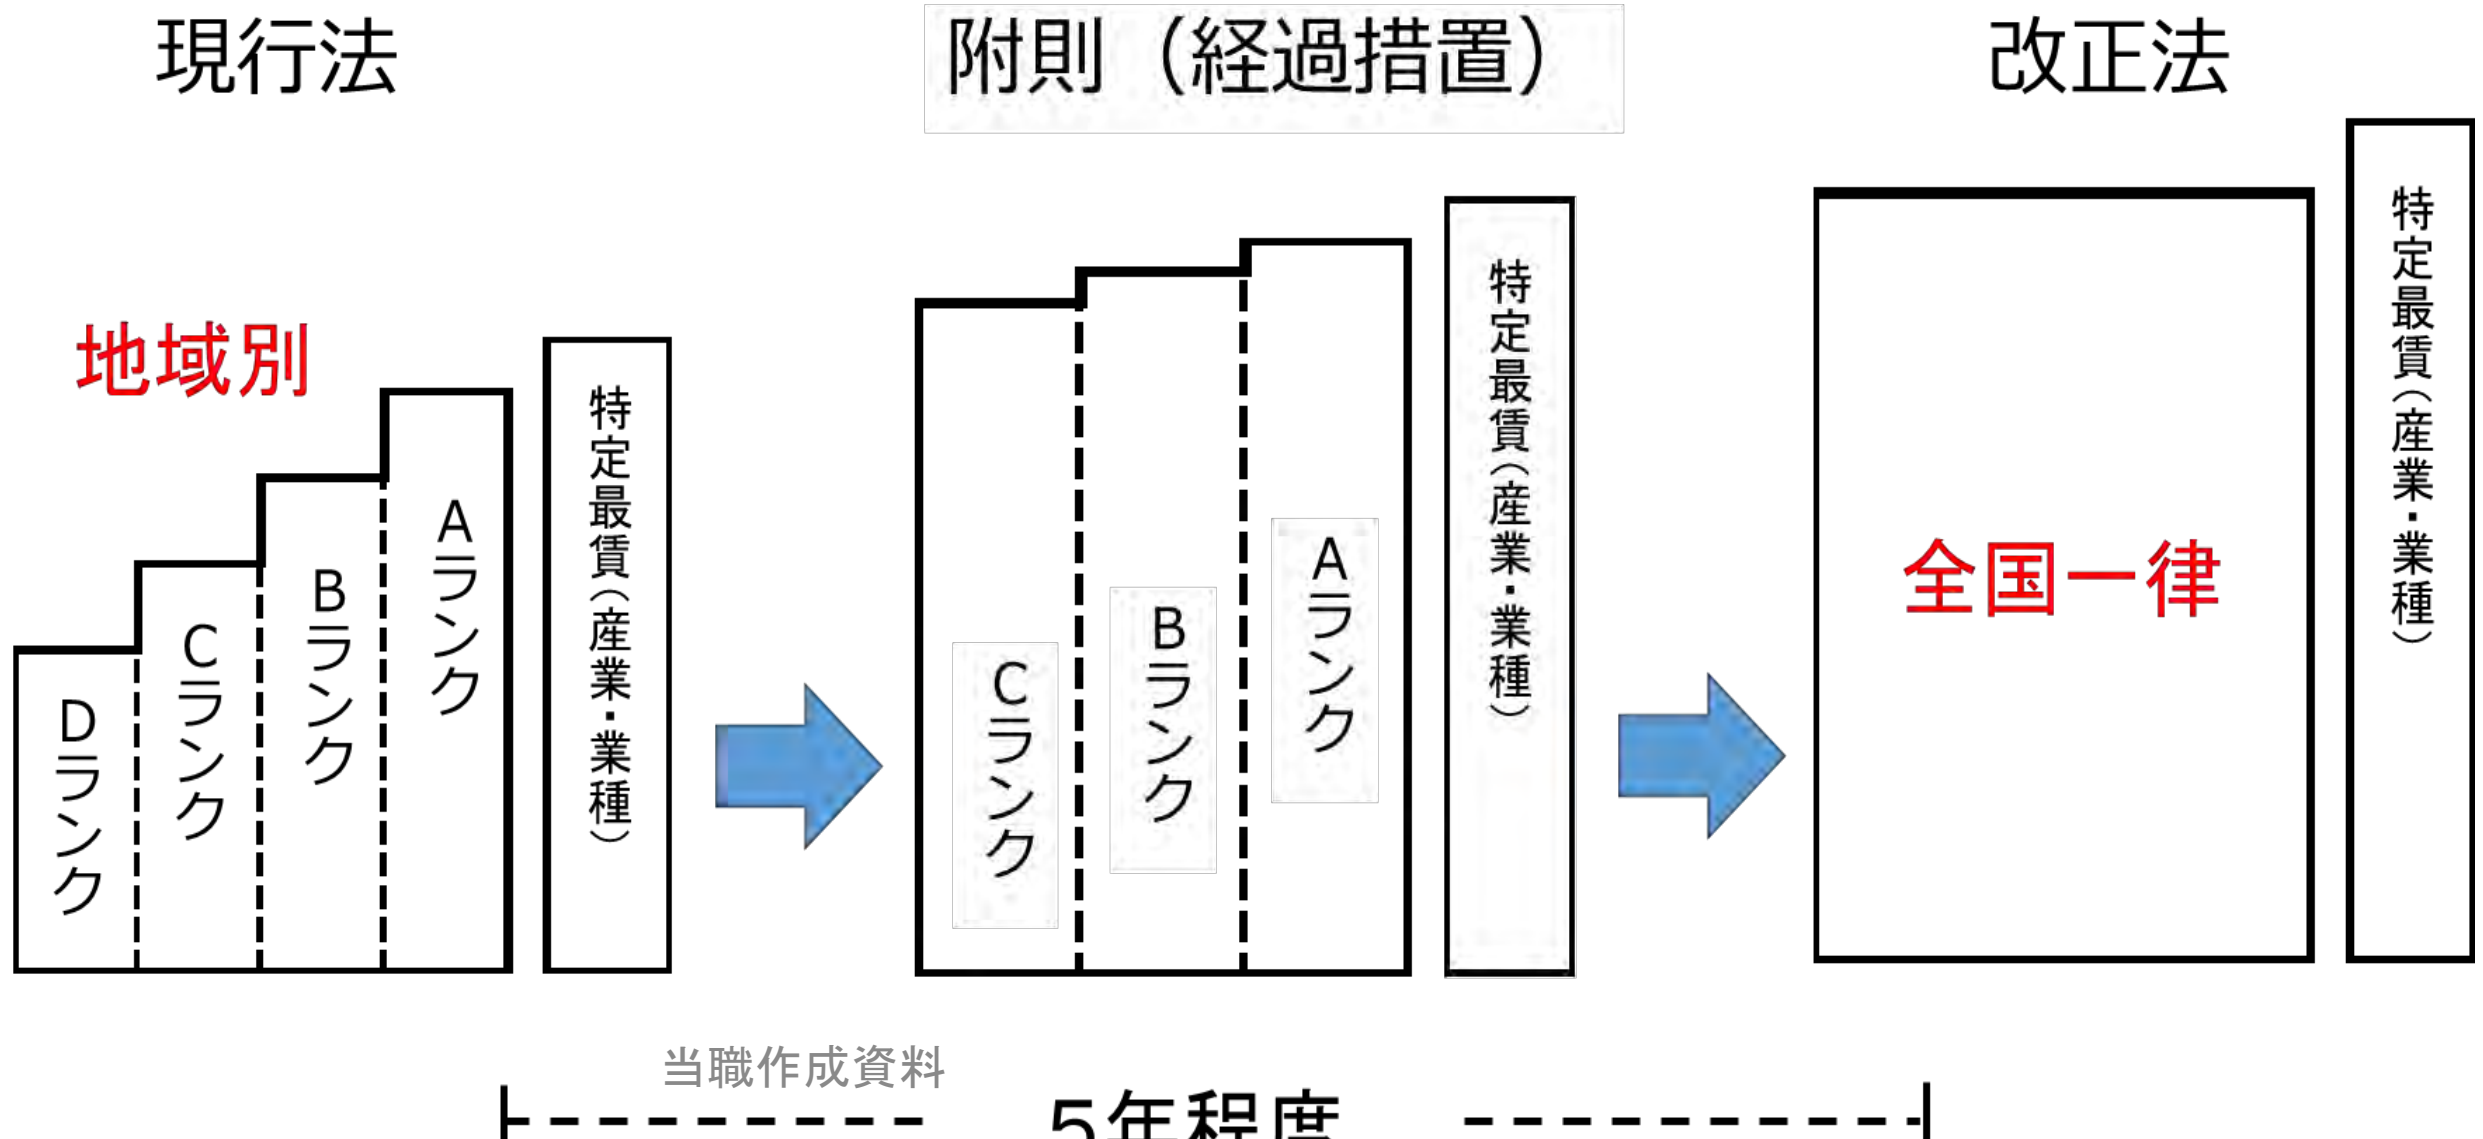 現行法
附則（経過措置）
改正法
地域別
Dランク
Cランク
Bランク
Aランク
特定最賃（産業・業種）
Cランク
Bランク
Aランク
特定最賃（産業・業種）
全国一律
特定最賃（産業・業種）
当職作成資料
5年程度